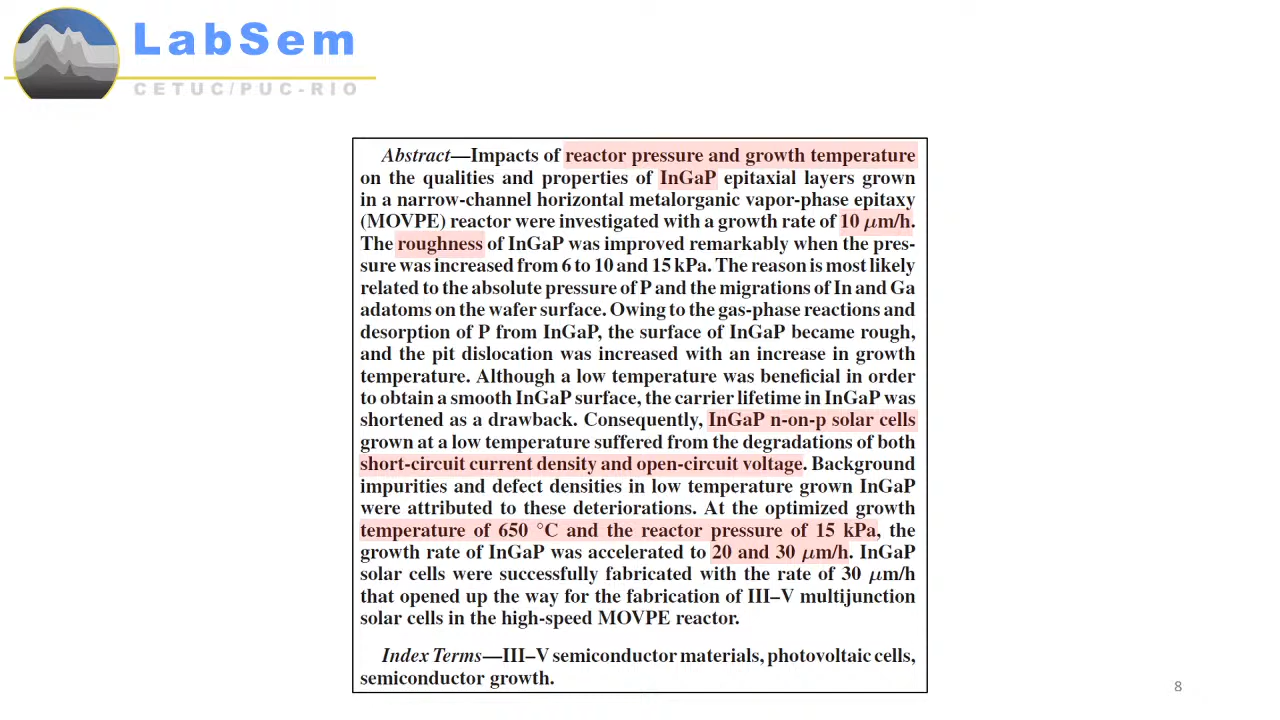 LabSem
CETUC/PUC-RIO
Abstract—Impacts of reactor pressure and growth temperature
on the qualities and properties of InGaP epitaxial layers grown
in a narrow-channel horizontal metalorganic vapor-phase epitaxy
(MOVPE) reactor were investigated with a growth rate of 10 μm/h.
The roughness of InGaP was improved remarkably when the pres-
sure was increased from 6 to 10 and 15 kPa. The reason is most likely
related to the absolute pressure of P and the migrations of In and Ga
adatoms on the wafer surface. Owing to the gas-phase reactions and
desorption of P from InGaP, the surface of InGaP became rough,
and the pit dislocation was increased with an increase in growth
temperature. Although a low temperature was beneficial in order
to obtain a smooth InGaP surface, the carrier lifetime in InGaP was
shortened as a drawback. Consequently, InGaP n-on-p solar cells
grown at a low temperature suffered from the degradations of both
short-circuit current density and open-circuit voltage. Background
impurities and defect densities in low temperature grown InGaP
were attributed to these deteriorations. At the optimized growth
temperature of 650 °C and the reactor pressure of 15 kPa, the
growth rate of InGaP was accelerated to 20 and 30 μm/h. InGaP
solar cells were successfully fabricated with the rate of 30 μm/h
that opened up the way for the fabrication of III–V multijunction
solar cells in the high-speed MOVPE reactor.
Index Terms—III–V semiconductor materials, photovoltaic cells,
semiconductor growth.
8